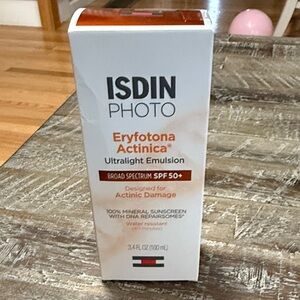 ISDIN
PHOTO
Eryfotona
Actinica®
Ultralight Emulsion
BROAD SPECTRUM SPF 50+
Designed for
Actinic Damage
100% MINERAL SUNSCREEN
WITH DNA REPAIRSOMES®
Water resistant
3.4 FL OZ (100 mL)